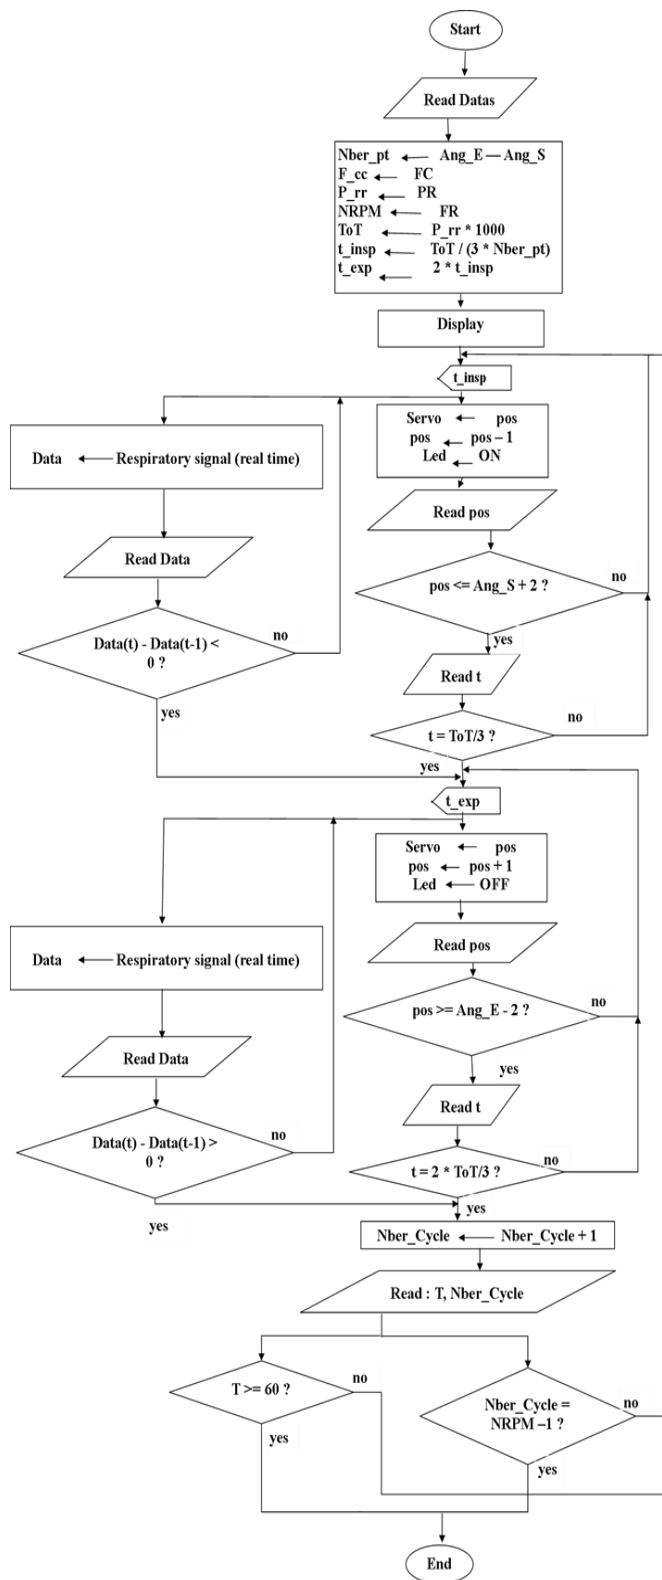 Start
Read Datas
Nber_pt ← Ang_E — Ang_S
F_cc ← FC
P_rr ← PR
NRPM ← FR
ToT ← P_rr * 1000
t_insp ← ToT / (3 * Nber_pt)
t_exp ← 2 * t_insp
Display
t_insp
Servo ← pos
pos ← pos – 1
Led ← ON
Data ← Respiratory signal (real time)
Read pos
Read Data
pos <= Ang_S + 2 ?
no
yes
Data(t) - Data(t-1) <
0 ?
no
yes
Read t
t = ToT/3 ?
no
yes
t_exp
Servo ← pos
pos ← pos + 1
Led ← OFF
Data ← Respiratory signal (real time)
Read pos
Read Data
pos >= Ang_E - 2 ?
no
yes
Data(t) - Data(t-1) >
0 ?
no
yes
Read t
t = 2 * ToT/3 ?
no
yes
Nber_Cycle ← Nber_Cycle + 1
Read : T, Nber_Cycle
T >= 60 ?
no
yes
Nber_Cycle =
NRPM –1 ?
no
yes
End